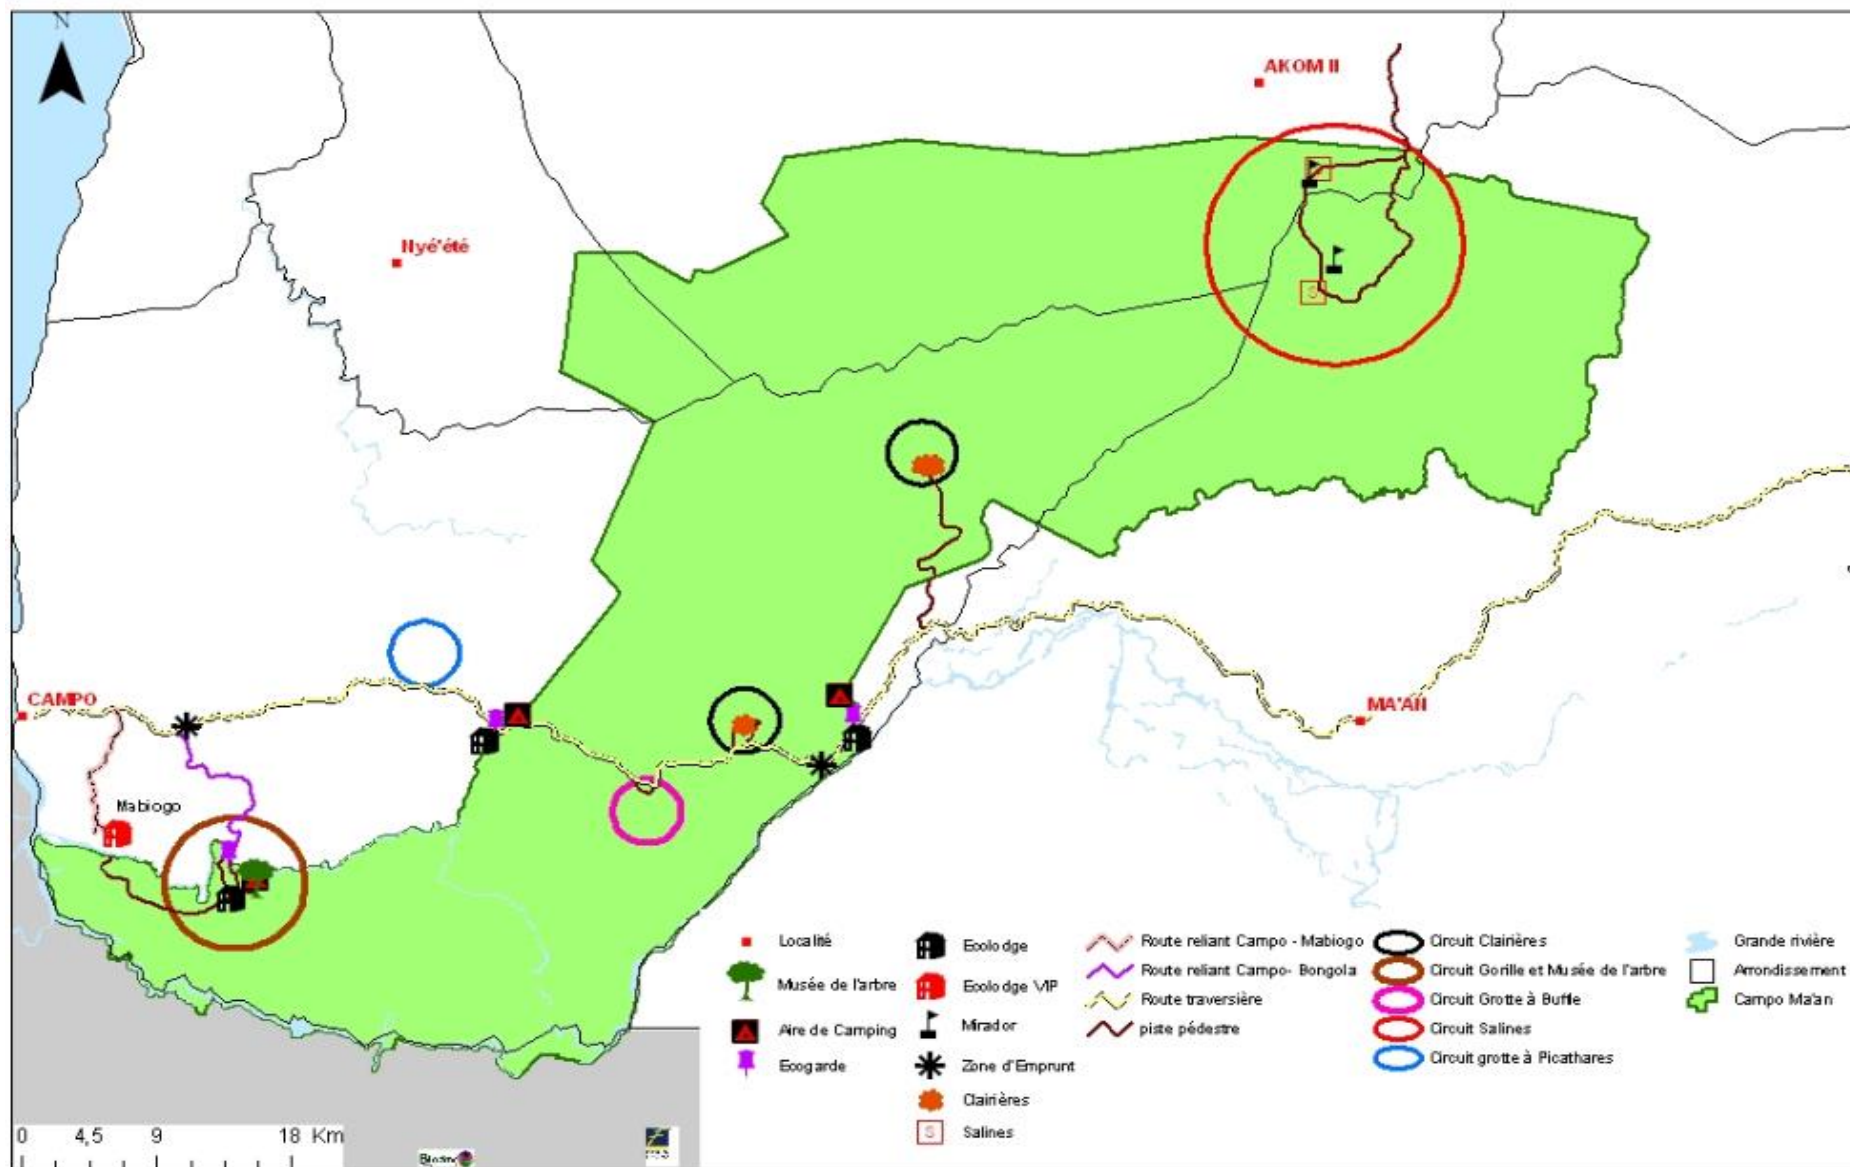 N
AKOM II
Nyé'été
CAMPO
MA'AN
Mabiogo
S
Localité
Musée de l'arbre
Aire de Camping
Ecogarde
Ecolodge
Ecolodge VIP
Mirador
Zone d'Emprunt
Clairières
S Salines
Route reliant Campo - Mabiogo
Route reliant Campo- Bongola
Route traversière
piste pédestre
Circuit Clairières
Circuit Gorille et Musée de l'arbre
Circuit Grotte à Buffle
Circuit Salines
Circuit grotte à Picathares
Grande rivière
Arrondissement
Campo Ma'an
0 4,5 9 18 Km